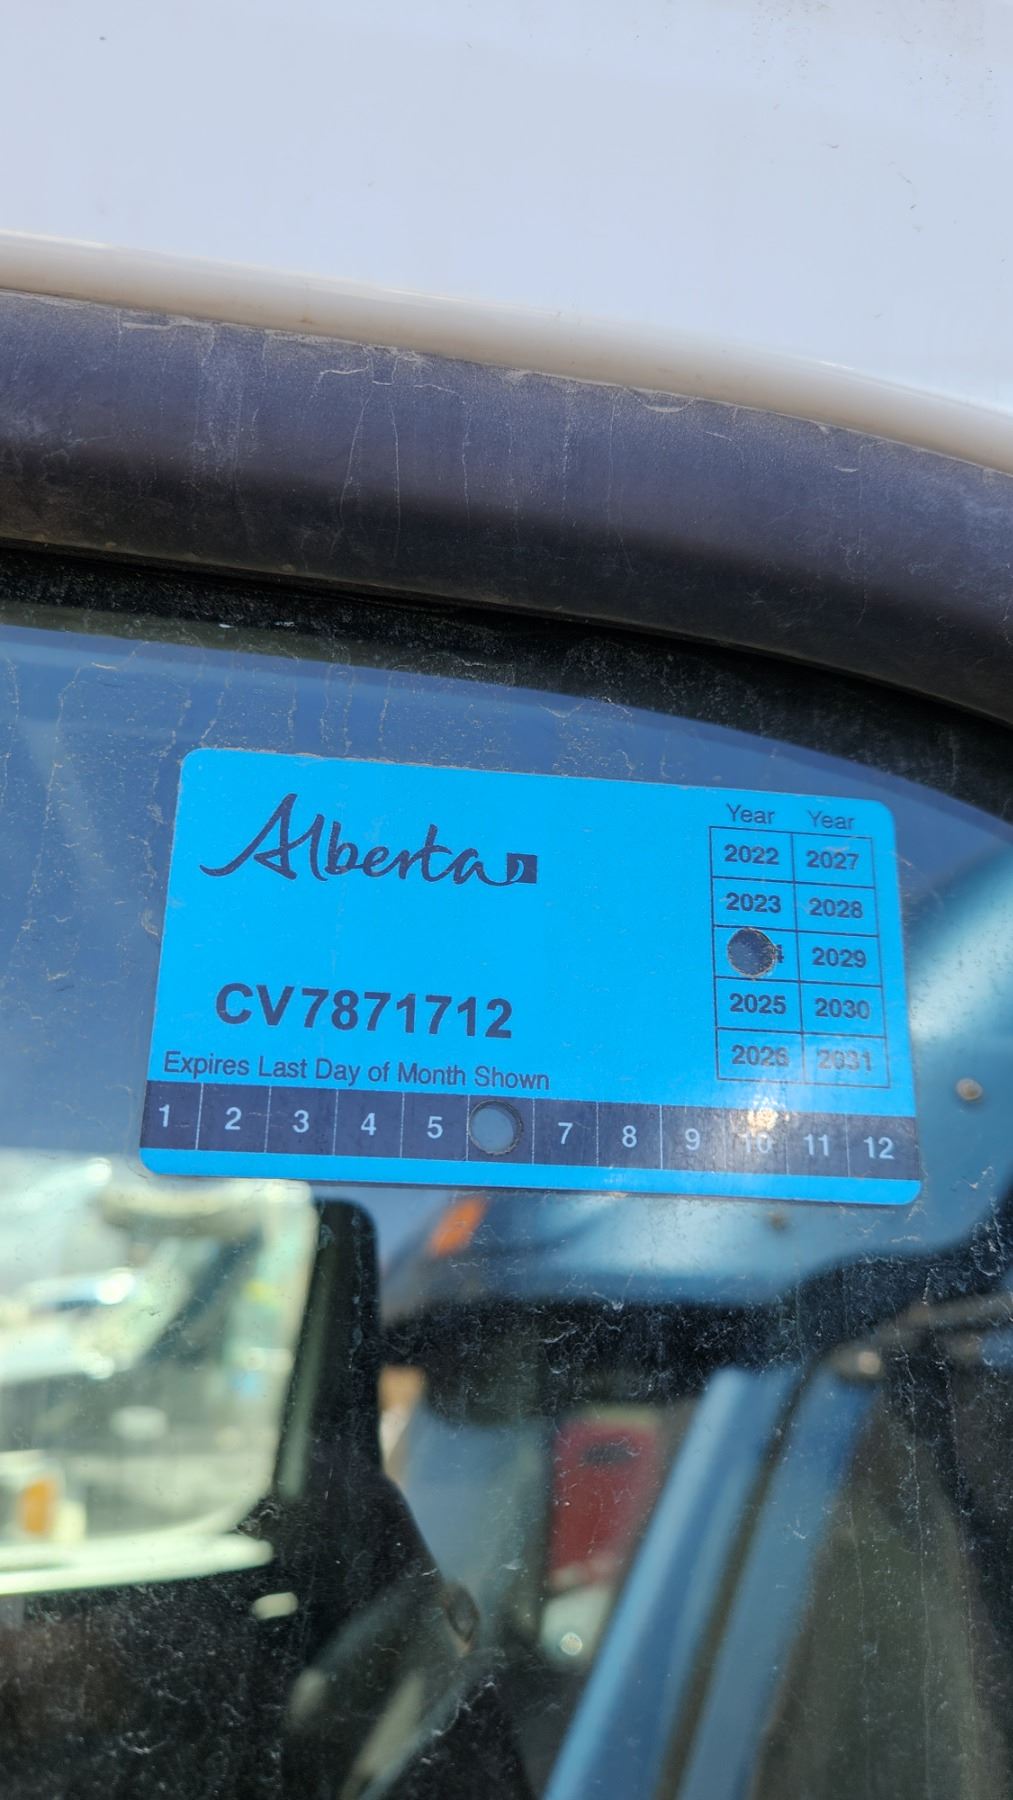 Alberta
Year Year
2022 2027
2023 2028
4 2029
2025 2030
2026 2031
CV7871712
Expires Last Day of Month Shown
1 2 3 4 5 7 8 9 10 11 12